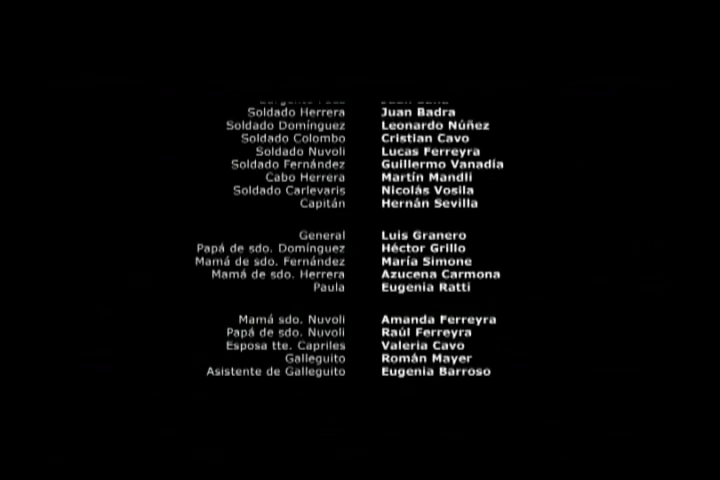 Soldado Herrera Juan Badra
Soldado Domínguez Leonardo Núñez
Soldado Colombo Cristian Cavo
Soldado Nuvoli Lucas Ferreyra
Soldado Fernández Guillermo Vanadía
Cabo Herrera Martín Mandli
Soldado Carlevaris Nicolás Vosila
Capitán Hernán Sevilla
General Luis Granero
Papá de sdo. Domínguez Héctor Grillo
Mamá de sdo. Fernández María Simone
Mamá de sdo. Herrera Azucena Carmona
Paula Eugenia Ratti
Mamá sdo. Nuvoli Amanda Ferreyra
Papá de sdo. Nuvoli Raúl Ferreyra
Esposa tte. Capriles Valeria Cavo
Galleguito Román Mayer
Asistente de Galleguito Eugenia Barroso